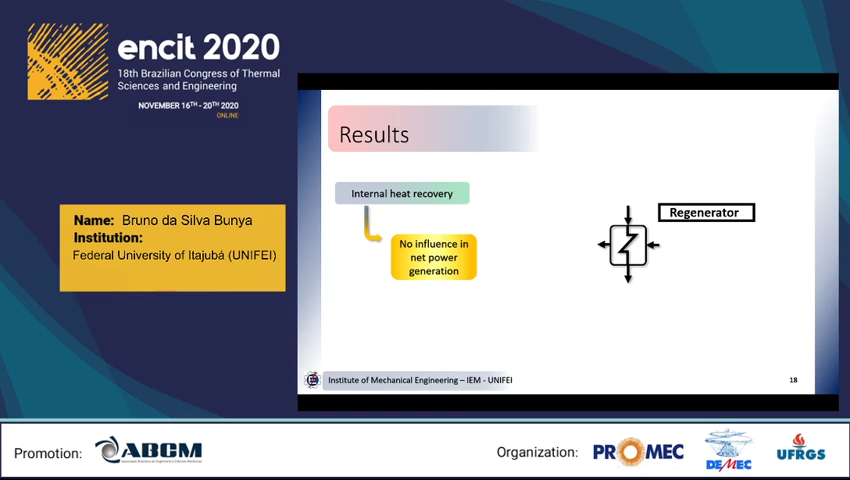 encit 2020
18th Brazilian Congress of Thermal
Sciences and Engineering
NOVEMBER 16TH - 20TH 2020
ONLINE
Name: Bruno da Silva Bunya
Institution:
Federal University of Itajubá (UNIFEI)
Results
Internal heat recovery
No influence in
net power
generation
Regenerator
Institute of Mechanical Engineering – IEM - UNIFEI
18
Promotion:
ABCM
Organization:
PROMEC
DEMEC
UFRGS